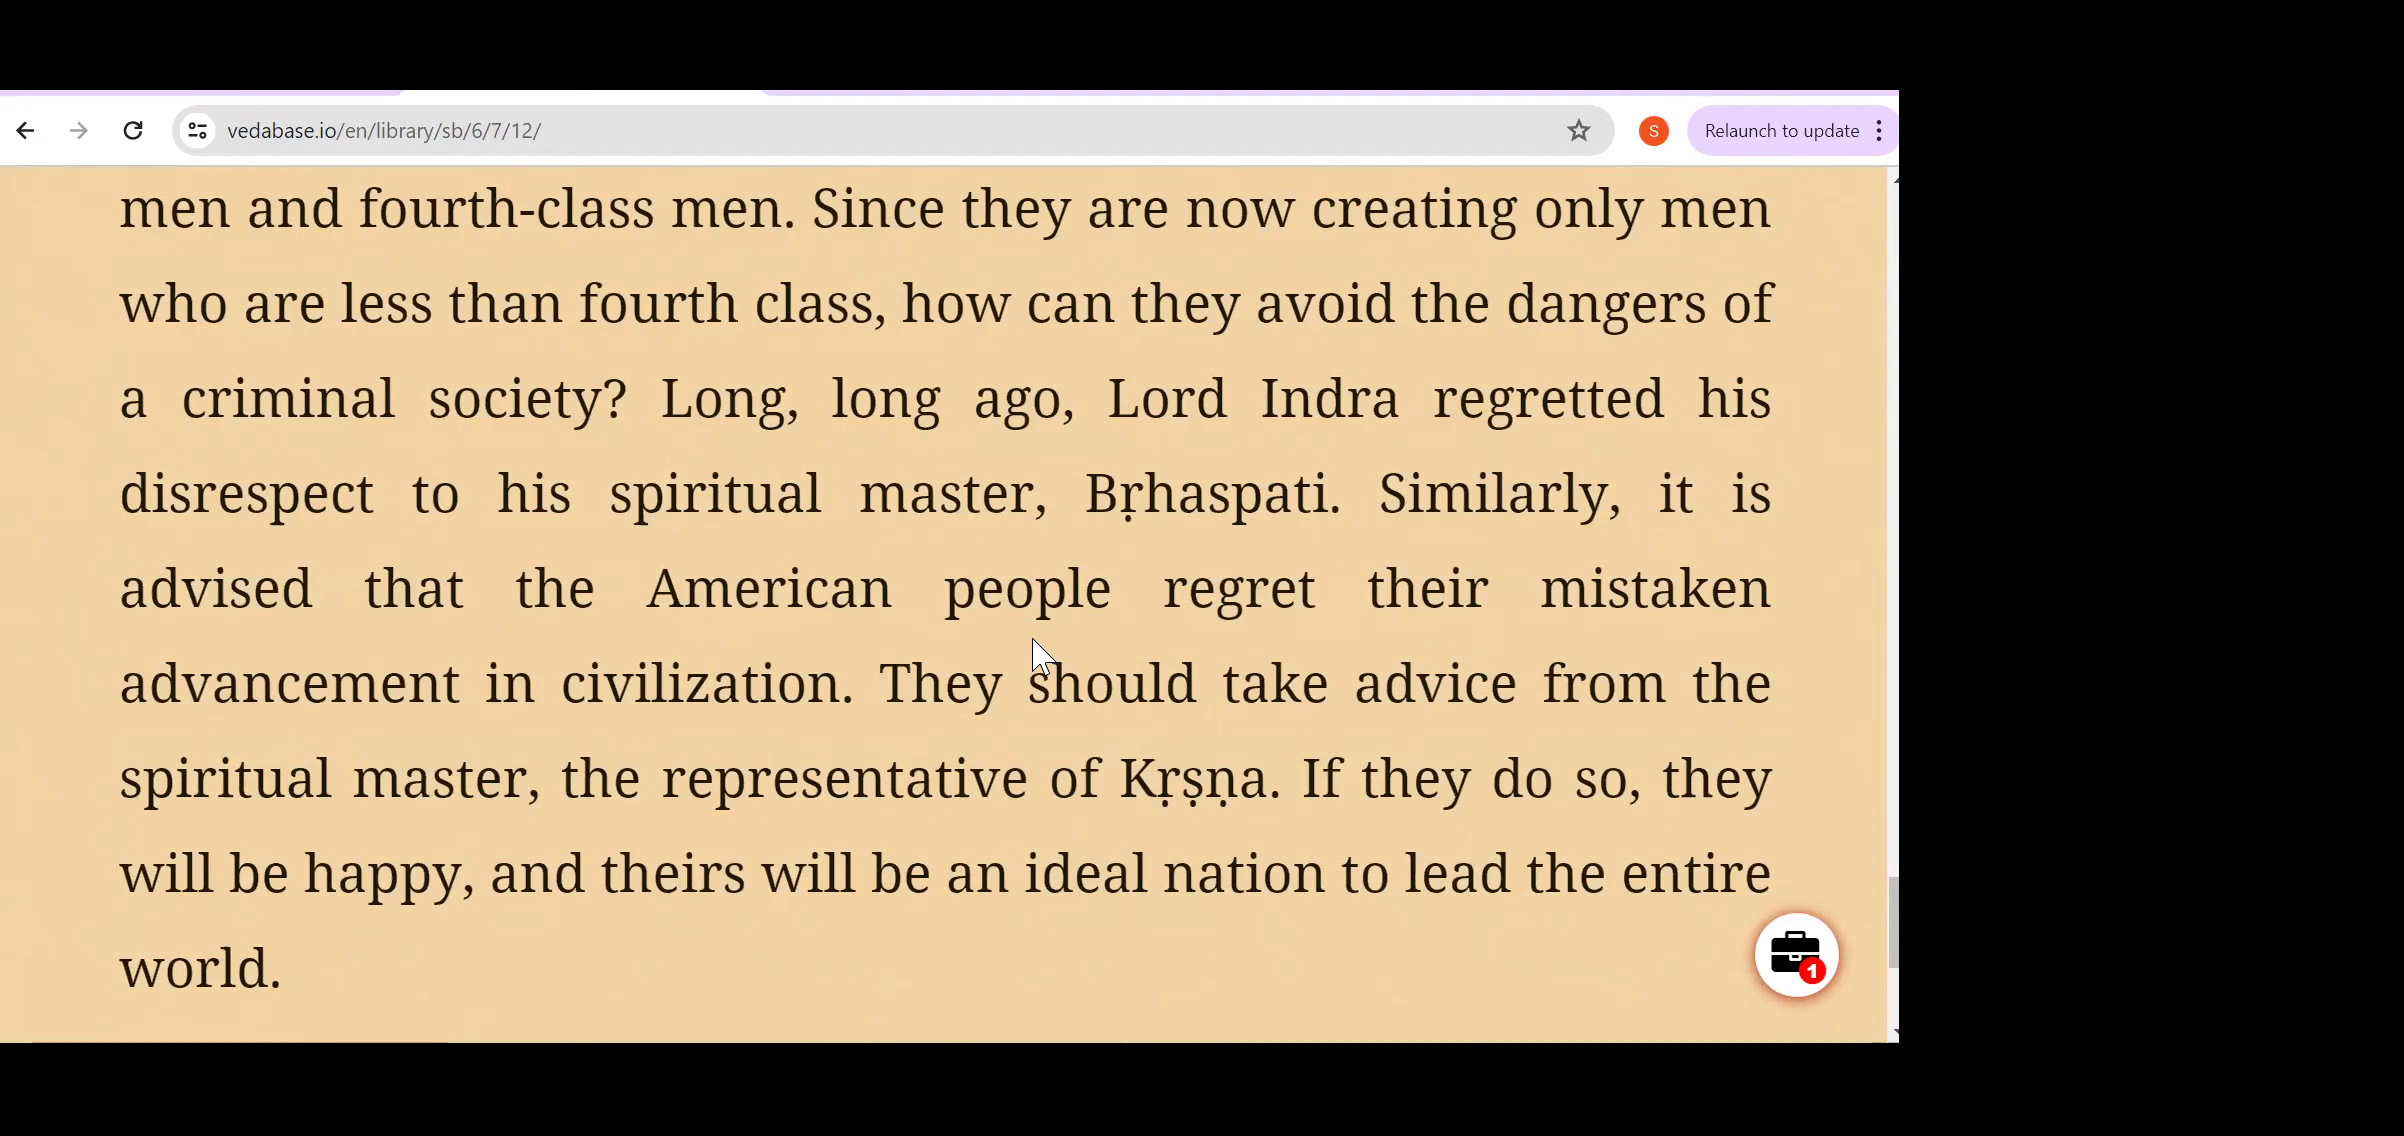 vedabase.io/en/library/sb/6/7/12/
S
Relaunch to update
men and fourth-class men. Since they are now creating only men
who are less than fourth class, how can they avoid the dangers of
a criminal society? Long, long ago, Lord Indra regretted his
disrespect to his spiritual master, Bṛhaspati. Similarly, it is
advised that the American people regret their mistaken
advancement in civilization. They should take advice from the
spiritual master, the representative of Kṛṣṇa. If they do so, they
will be happy, and theirs will be an ideal nation to lead the entire
world.
1